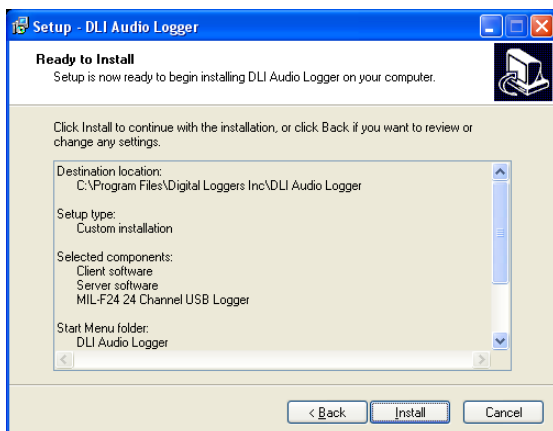 Setup - DLI Audio Logger
Ready to Install
Setup is now ready to begin installing DLI Audio Logger on your computer.
Click Install to continue with the installation, or click Back if you want to review or
change any settings.
Destination location:
C:\Program Files\Digital Loggers Inc\DLI Audio Logger
Setup type:
Custom installation
Selected components:
Client software
Server software
MIL-F24 24 Channel USB Logger
Start Menu folder:
DLI Audio Logger
< Back
Install
Cancel